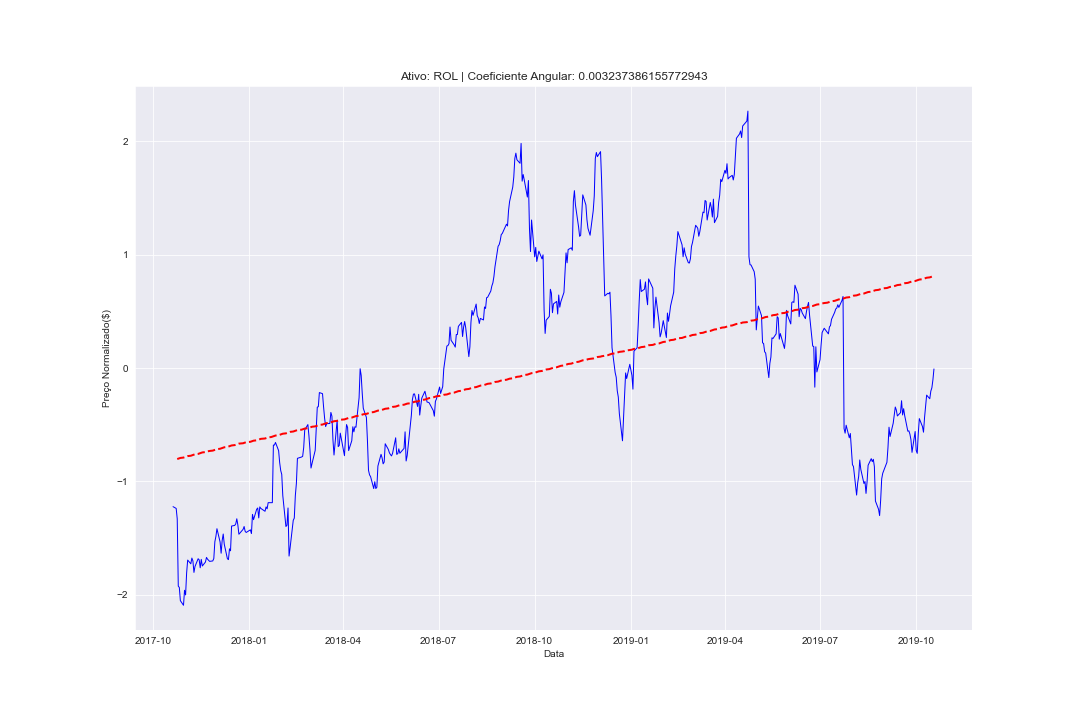 Ativo: ROL | Coeficiente Angular: 0.003237386155772943
Preço Normalizado($)
2
1
0
−1
−2
2017-10 2018-01 2018-04 2018-07 2018-10 2019-01 2019-04 2019-07 2019-10
Data